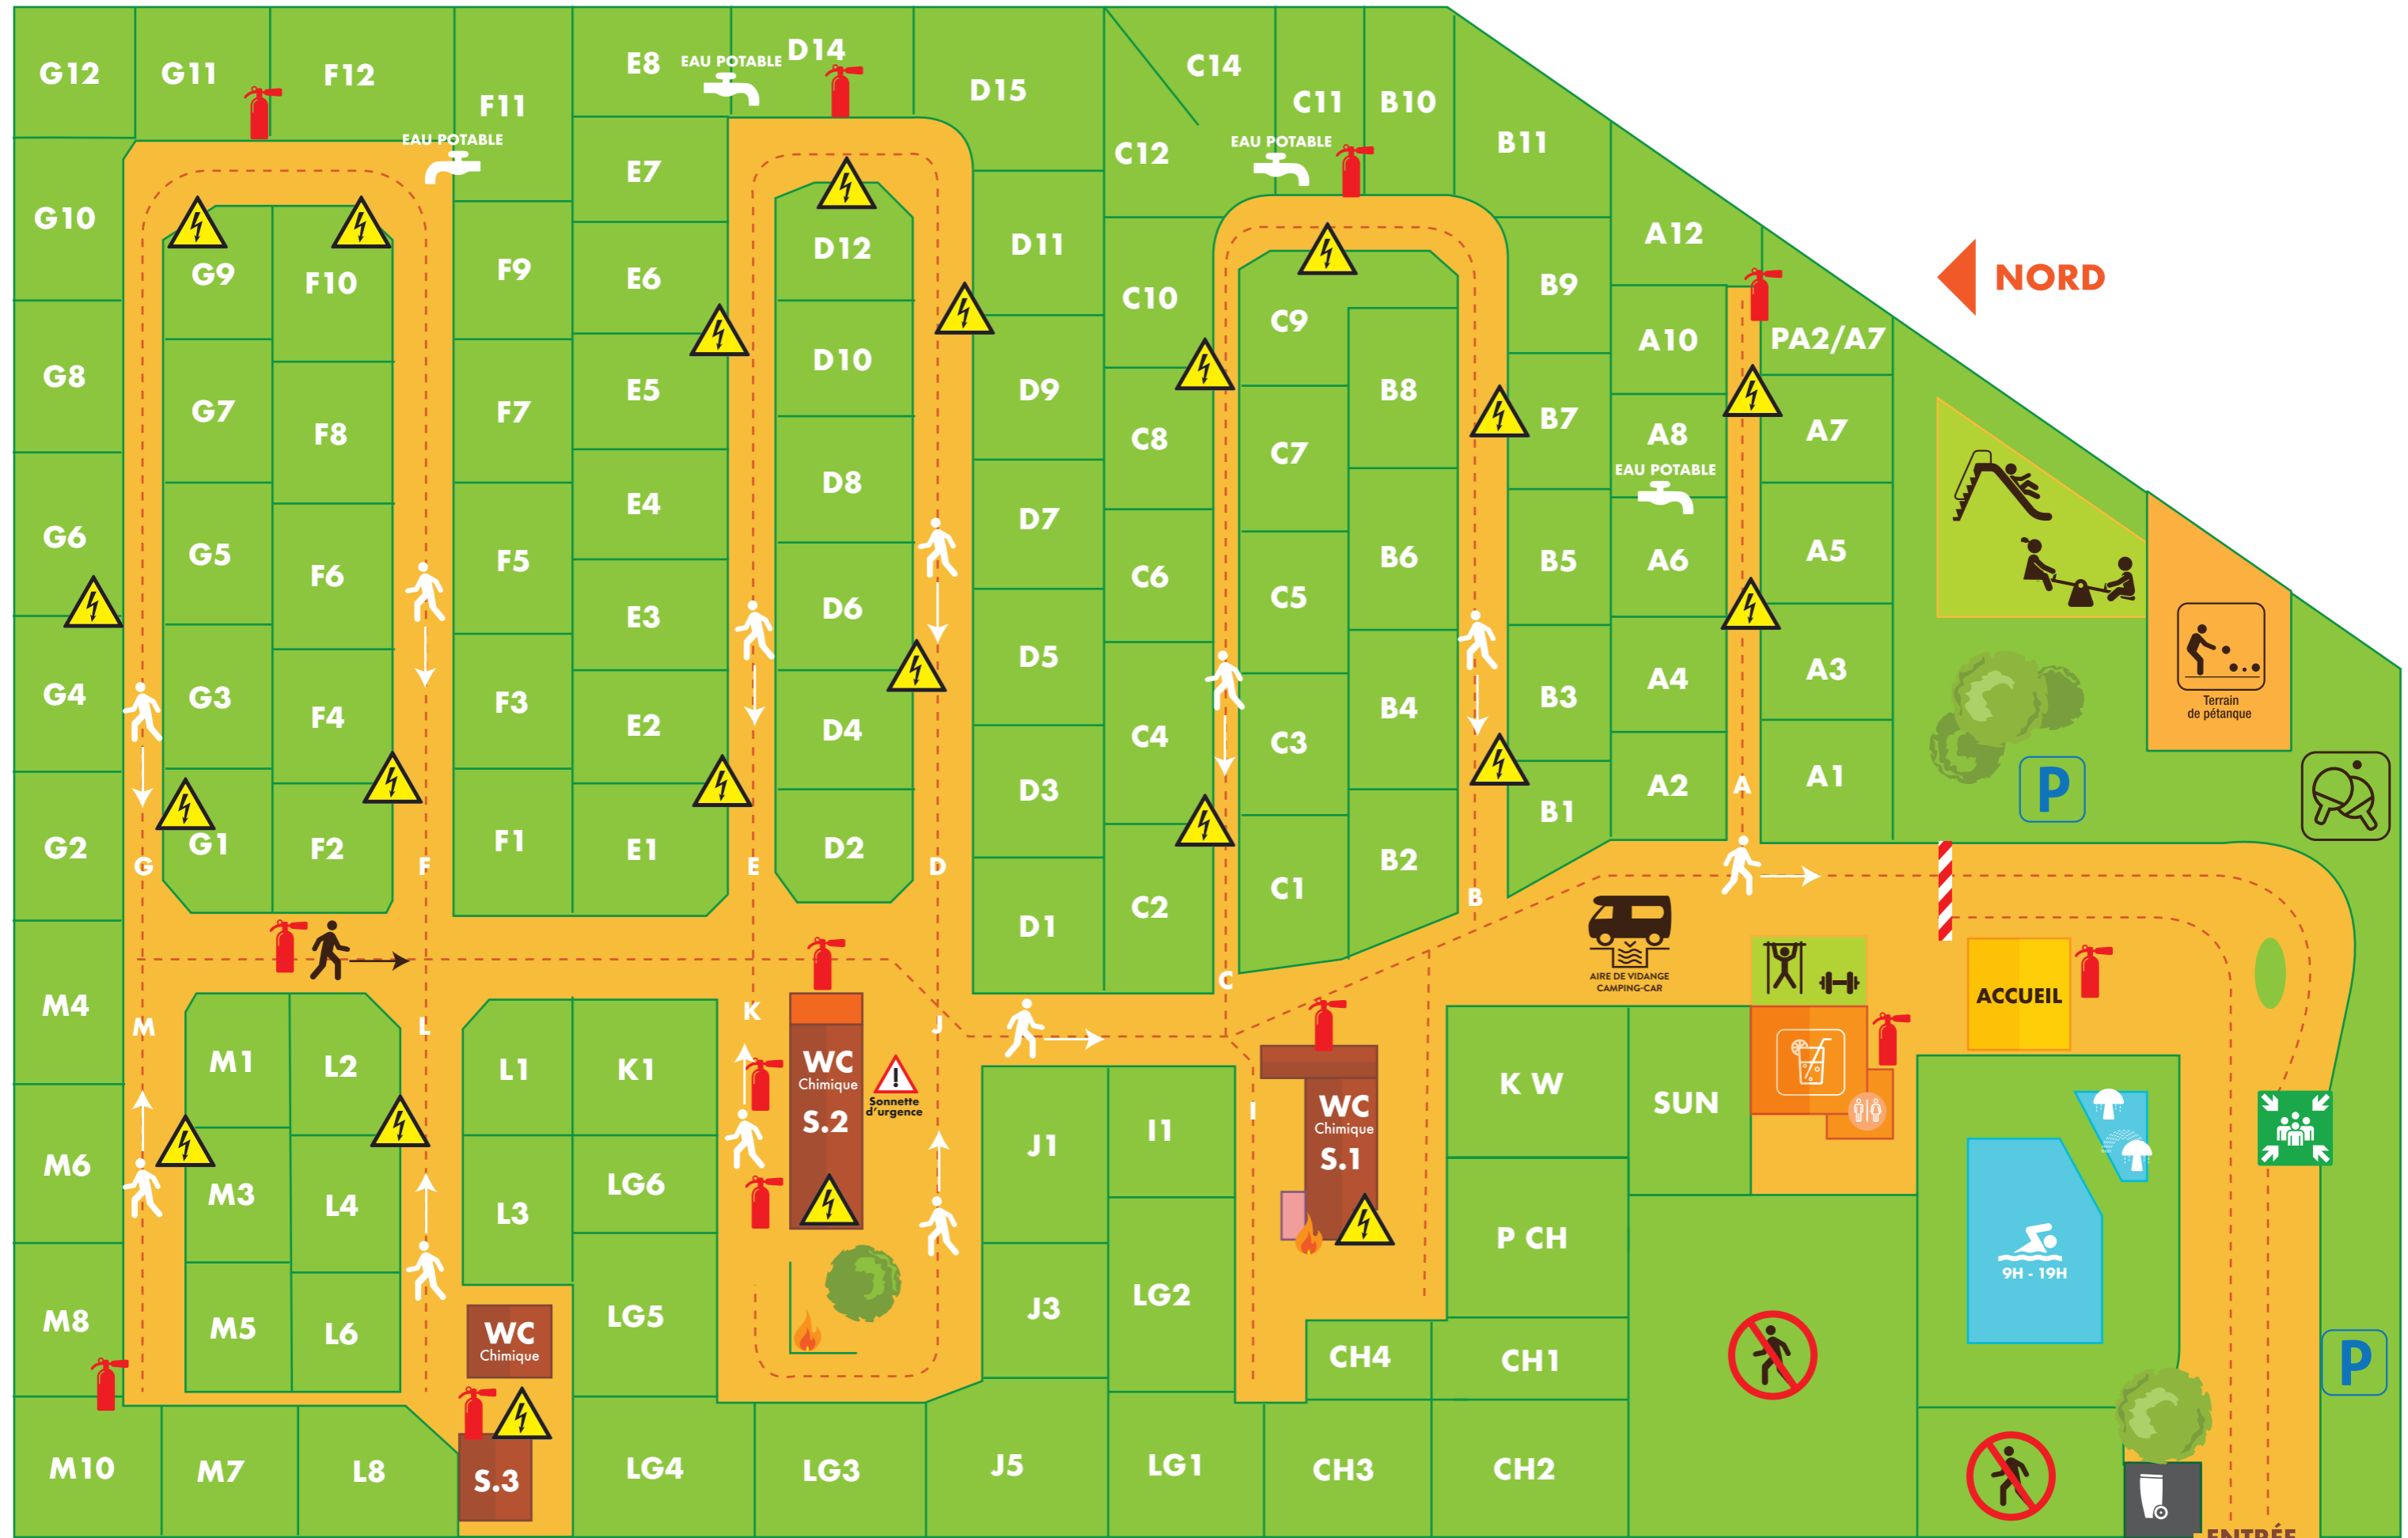 G12
G11
F12
F11
E8
EAU POTABLE
D14
D15
C14
C11
B10
B11
EAU POTABLE
E7
C12
EAU POTABLE
G10
G9
F10
F9
E6
D12
D11
C10
C9
B9
A12
NORD
G8
G7
F8
F7
E5
D10
D9
C8
C7
B8
B7
A10
PA2/A7
A8
A7
EAU POTABLE
G6
G5
F6
F5
E4
D8
D7
C6
C5
B6
B5
A6
A5
E3
D6
G4
G3
F4
F3
E2
D5
D4
C4
C3
B4
B3
A4
A3
Terrain
de pétanque
P
G2
G1
F2
F1
E1
D3
D2
C2
C1
B2
B1
A2
A
A1
G
F
E
D
B
D1
C
AIRE DE VIDANGE
CAMPING-CAR
ACCUEIL
M4
M
M1
L2
L
L1
K1
K
WC
Chimique
S.2
J
Sonnette
d'urgence
J1
I1
I
WC
Chimique
S.1
K W
SUN
M6
M3
L4
L3
LG6
P CH
9H - 19H
M8
M5
L6
WC
Chimique
LG5
J3
LG2
CH4
CH1
P
M10
M7
L8
S.3
LG4
LG3
J5
LG1
CH3
CH2
ENTRÉE